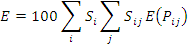 E = 100 ∑_i S_i ∑_j S_ij E(P_ij)